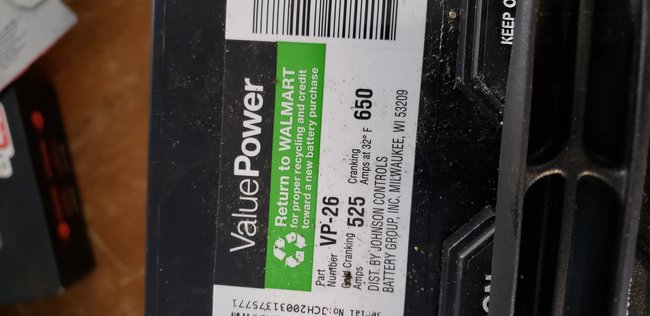 ValuePower
Return to WALMART
for proper recycling and credit
toward a new battery purchase
Part
Number VP-26
Cold Cranking
Amps 525
Cranking
Amps at 32° F 650
DIST. BY JOHNSON CONTROLS
BATTERY GROUP, INC. MILWAUKEE, WI 53209
Serial No:JCH20031375771
KEEP O
ON